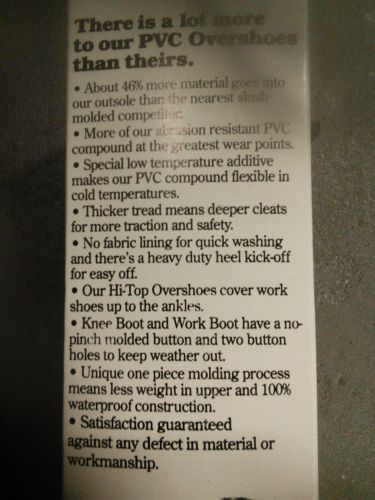 There is a lot more
to our PVC Overshoes
than theirs.
• About 46% more material goes into
our outsole than the nearest slush
molded competitor.
• More of our abrasion resistant PVC
compound at the greatest wear points.
• Special low temperature additive
makes our PVC compound flexible in
cold temperatures.
• Thicker tread means deeper cleats
for more traction and safety.
• No fabric lining for quick washing
and there's a heavy duty heel kick-off
for easy off.
• Our Hi-Top Overshoes cover work
shoes up to the ankles.
• Knee Boot and Work Boot have a no-
pinch molded button and two button
holes to keep weather out.
• Unique one piece molding process
means less weight in upper and 100%
waterproof construction.
• Satisfaction guaranteed
against any defect in material or
workmanship.